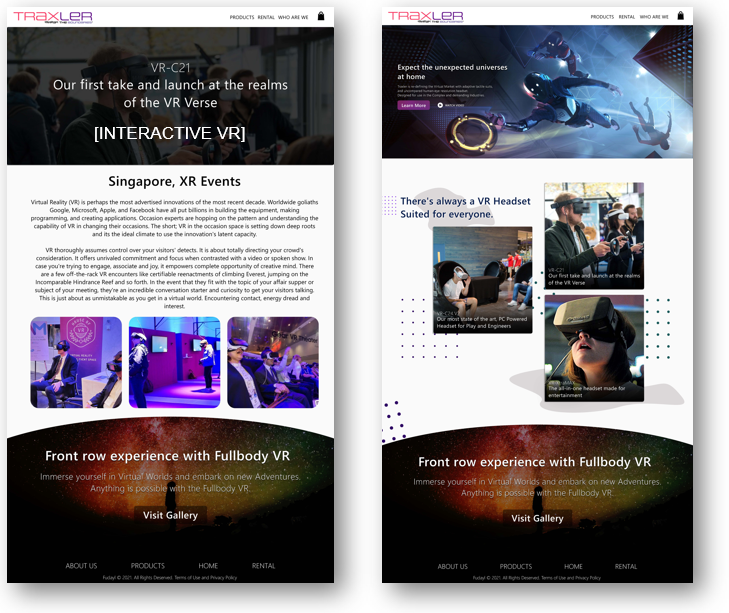 TRAXLER
PRODUCTS RENTAL WHO ARE WE
VR-C21
Our first take and launch at the realms
of the VR Verse
[INTERACTIVE VR]
Singapore, XR Events
Virtual Reality (VR) is perhaps the most advertised innovations of the most recent decade. Worldwide goliaths
Google, Microsoft, Apple, and Facebook have all put billions in building the equipment, making
programming, and creating applications. Occasion experts are hopping on the pattern and understanding the
capability of VR in changing their occasions. The short; VR in the occasion space is setting down deep roots
and its the ideal climate to use the innovation's latent capacity.
VR thoroughly assumes control over your visitors' detects. It is about totally directing your crowd's
consideration. It offers unrivaled commitment and focus when contrasted with a video or spoken show. In
case you're trying to engage, associate and joy, it empowers complete opportunity of creative mind. There
are a few off-the-rack VR encounters like certifiable reenactments of climbing Everest, jumping on the
Incomparable Hindrance Reef and so forth. In the event that they fit with the topic of your affair supper or
subject of your meeting, they're an incredible conversation starter and curiosity to get your visitors talking.
This is just about as unmistakable as you get in a virtual world. Encountering contact, energy dread and
interest.
Front row experience with Fullbody VR
Immerse yourself in Virtual Worlds and embark on new Adventures.
Anything is possible with the Fullbody VR.
Visit Gallery
ABOUT US PRODUCTS HOME RENTAL
Fuday! © 2021. All Rights Deserved. Terms of Use and Privacy Policy
TRAXLER
PRODUCTS RENTAL WHO ARE WE
Expect the unexpected universes
at home
Learn More WATCH VIDEO
There's always a VR Headset
Suited for everyone.
VR-C21
Our first take and launch at the realms
of the VR Verse
Our most state of the art, PC Powered
Headset for Play and Engineers
The all-in-one headset made for
entertainment
Front row experience with Fullbody VR
Immerse yourself in Virtual Worlds and embark on new Adventures.
Anything is possible with the Fullbody VR.
Visit Gallery
ABOUT US PRODUCTS HOME RENTAL
Fuday! © 2021. All Rights Deserved. Terms of Use and Privacy Policy